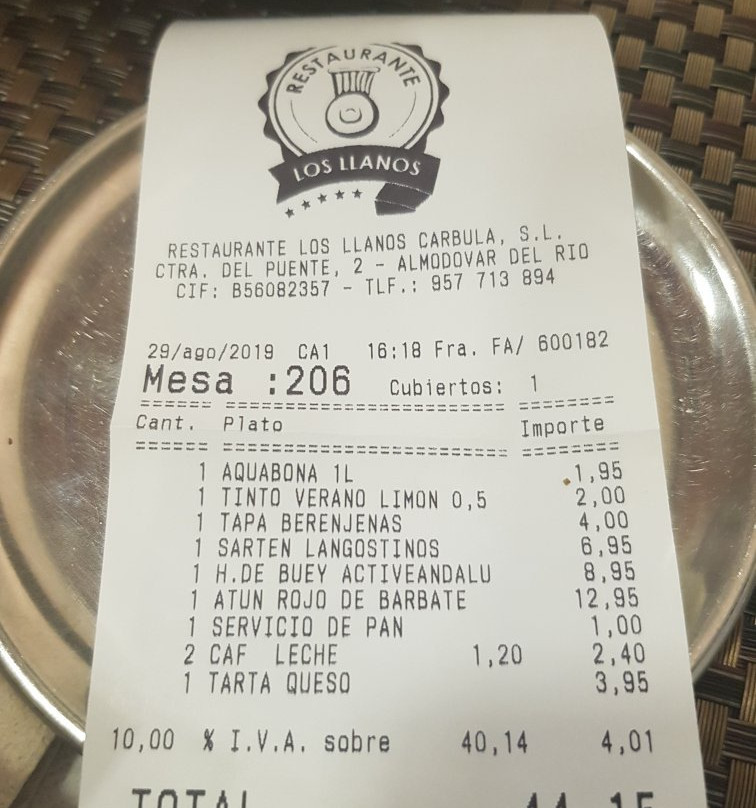 RESTAURANTE
LOS LLANOS
RESTAURANTE LOS LLANOS CARBULA, S.L.
CTRA. DEL PUENTE, 2 - ALMODOVAR DEL RIO
CIF: B56082357 - TLF.: 957 713 894
29/ago/2019 CA1 16:18 Fra. FA/ 600182
Mesa :206 Cubiertos: 1
====== ================= ========
Cant. Plato Importe
====== ================= ========
1 AQUABONA 1L 1,95
1 TINTO VERANO LIMON 0,5 2,00
1 TAPA BERENJENAS 4,00
1 SARTEN LANGOSTINOS 6,95
1 H.DE BUEY ACTIVEANDALU 8,95
1 ATUN ROJO DE BARBATE 12,95
1 SERVICIO DE PAN 1,00
2 CAF LECHE 1,20 2,40
1 TARTA QUESO 3,95
10,00 % I.V.A. sobre 40,14 4,01
TOTAL 44,15